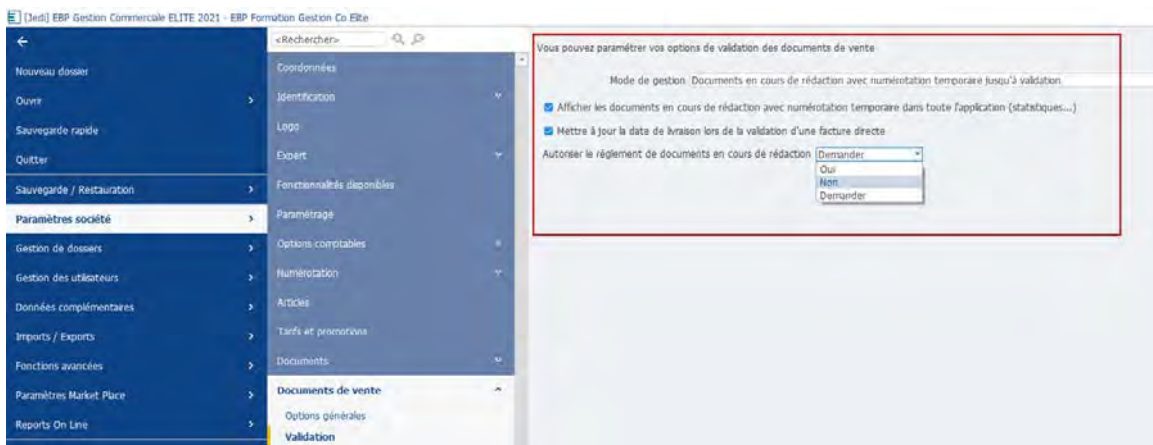 [Jedi] EBP Gestion Commerciale ELITE 2021 - EBP Formation Gestion Co Elite
Nouveau dossier
Ouvrir
Sauvegarde rapide
Quitter
Sauvegarde / Restauration
Paramètres société
Gestion de dossiers
Gestion des utilisateurs
Données complémentaires
Imports / Exports
Fonctions avancées
Paramètres Market Place
Reports On Line
<Rechercher>
Coordonnées
Identification
Logo
Expert
Fonctionnalités disponibles
Paramétrage
Options comptables
Numérotation
Articles
Tarifs et promotions
Documents
Documents de vente
Options générales
Validation
Vous pouvez paramétrer vos options de validation des documents de vente
Mode de gestion Documents en cours de rédaction avec numérotation temporaire jusqu'à validation
Afficher les documents en cours de rédaction avec numérotation temporaire dans toute l'application (statistiques...)
Mettre à jour la date de livraison lors de la validation d'une facture directe
Autoriser le règlement de documents en cours de rédaction Demander
Oui
Non
Demander